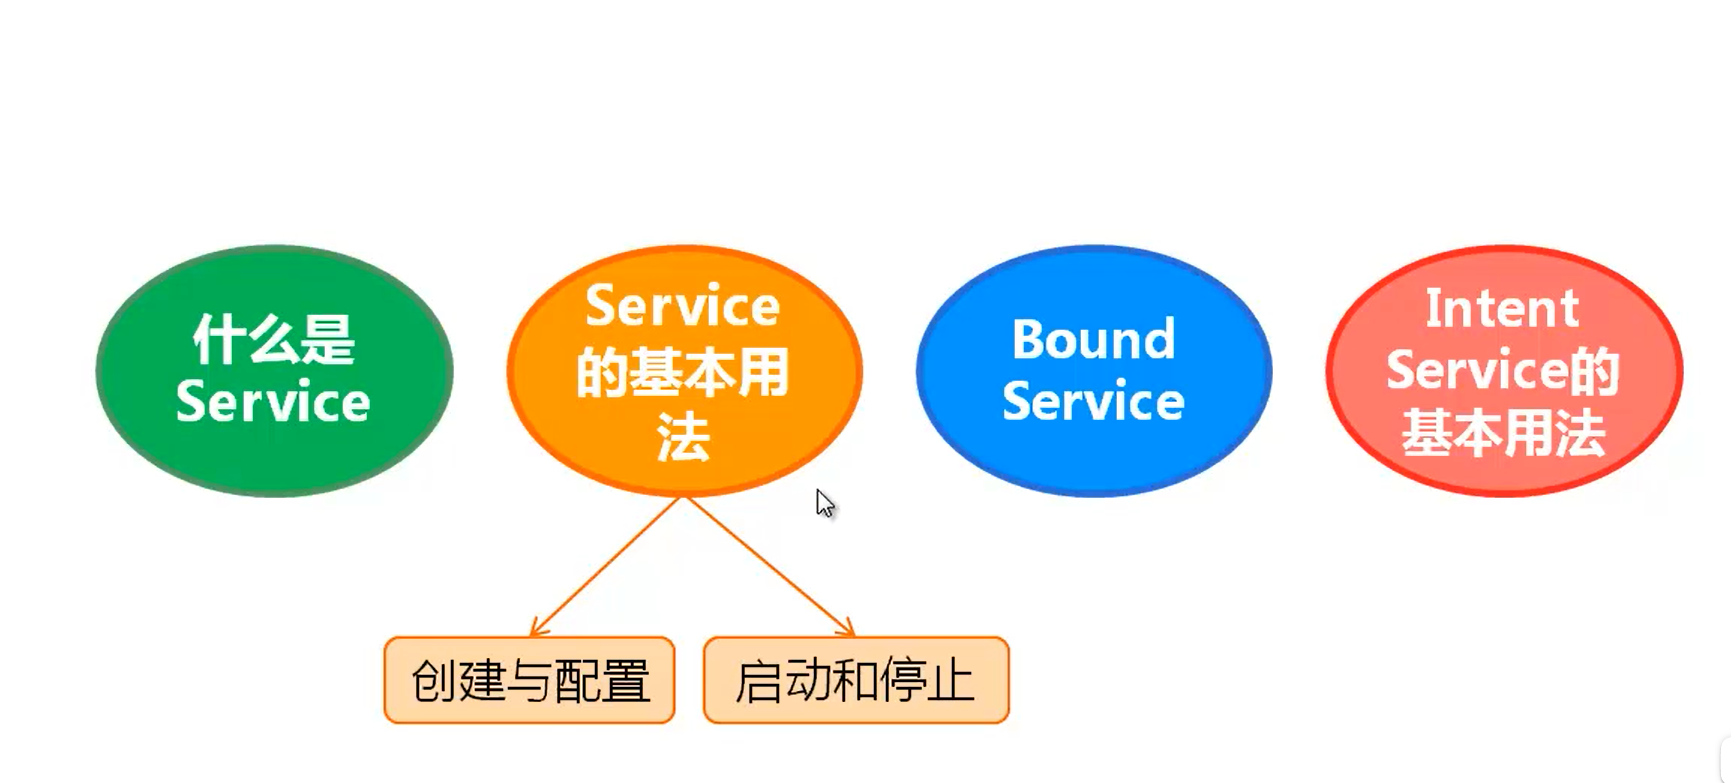 什么是
Service
Service
的基本用
法
Bound
Service
Intent
Service的
基本用法
创建与配置
启动和停止